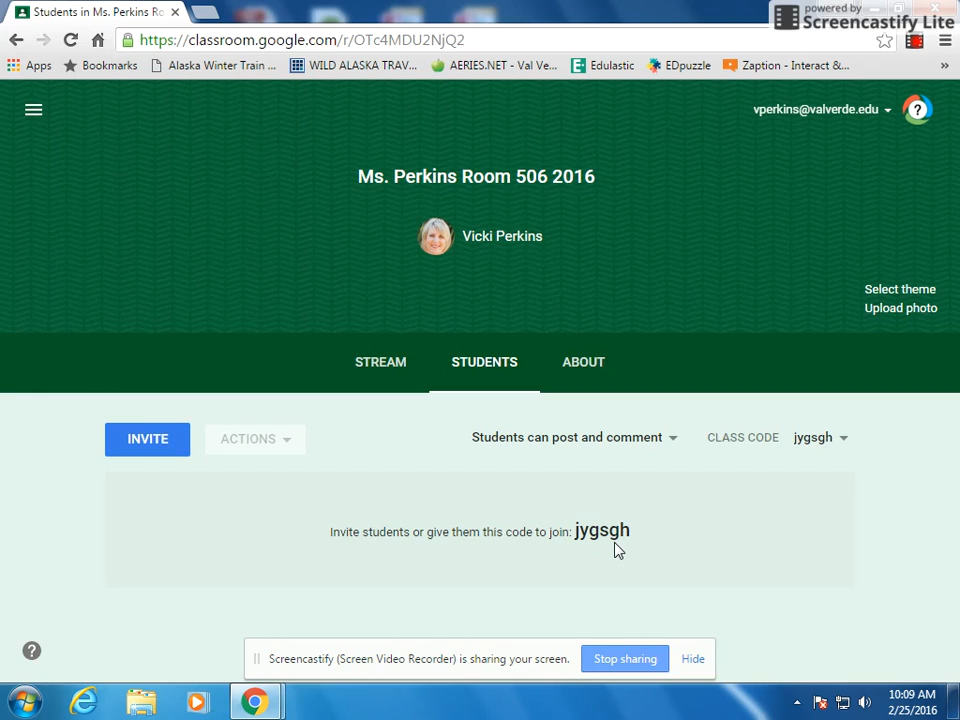 Students in Ms. Perkins Ro
powered by
Screencastify Lite
https://classroom.google.com/r/OTc4MDU2NjQ2
Apps Bookmarks Alaska Winter Train ... WILD ALASKA TRAV... AERIES.NET - Val Ve... Edulastic EDpuzzle Zaption - Interact &... »
vperkins@valverde.edu ?
Ms. Perkins Room 506 2016
Vicki Perkins
Select theme
Upload photo
STREAM STUDENTS ABOUT
INVITE ACTIONS Students can post and comment CLASS CODE jygsgh
Invite students or give them this code to join: jygsgh
?
Screencastify (Screen Video Recorder) is sharing your screen. Stop sharing Hide
10:09 AM
2/25/2016